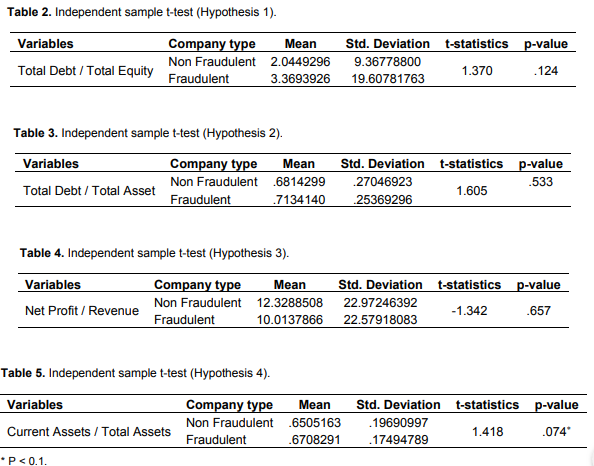 Table 2. Independent sample t-test (Hypothesis 1).
Variables Company type Mean Std. Deviation t-statistics p-value
Total Debt / Total Equity Non Fraudulent 2.0449296 9.36778800 1.370 .124
Fraudulent 3.3693926 19.60781763
Table 3. Independent sample t-test (Hypothesis 2).
Variables Company type Mean Std. Deviation t-statistics p-value
Total Debt / Total Asset Non Fraudulent .6814299 .27046923 1.605 .533
Fraudulent .7134140 .25369296
Table 4. Independent sample t-test (Hypothesis 3).
Variables Company type Mean Std. Deviation t-statistics p-value
Net Profit / Revenue Non Fraudulent 12.3288508 22.97246392 -1.342 .657
Fraudulent 10.0137866 22.57918083
Table 5. Independent sample t-test (Hypothesis 4).
Variables Company type Mean Std. Deviation t-statistics p-value
Current Assets / Total Assets Non Fraudulent .6505163 .19690997 1.418 .074*
Fraudulent .6708291 .17494789
* P < 0.1.